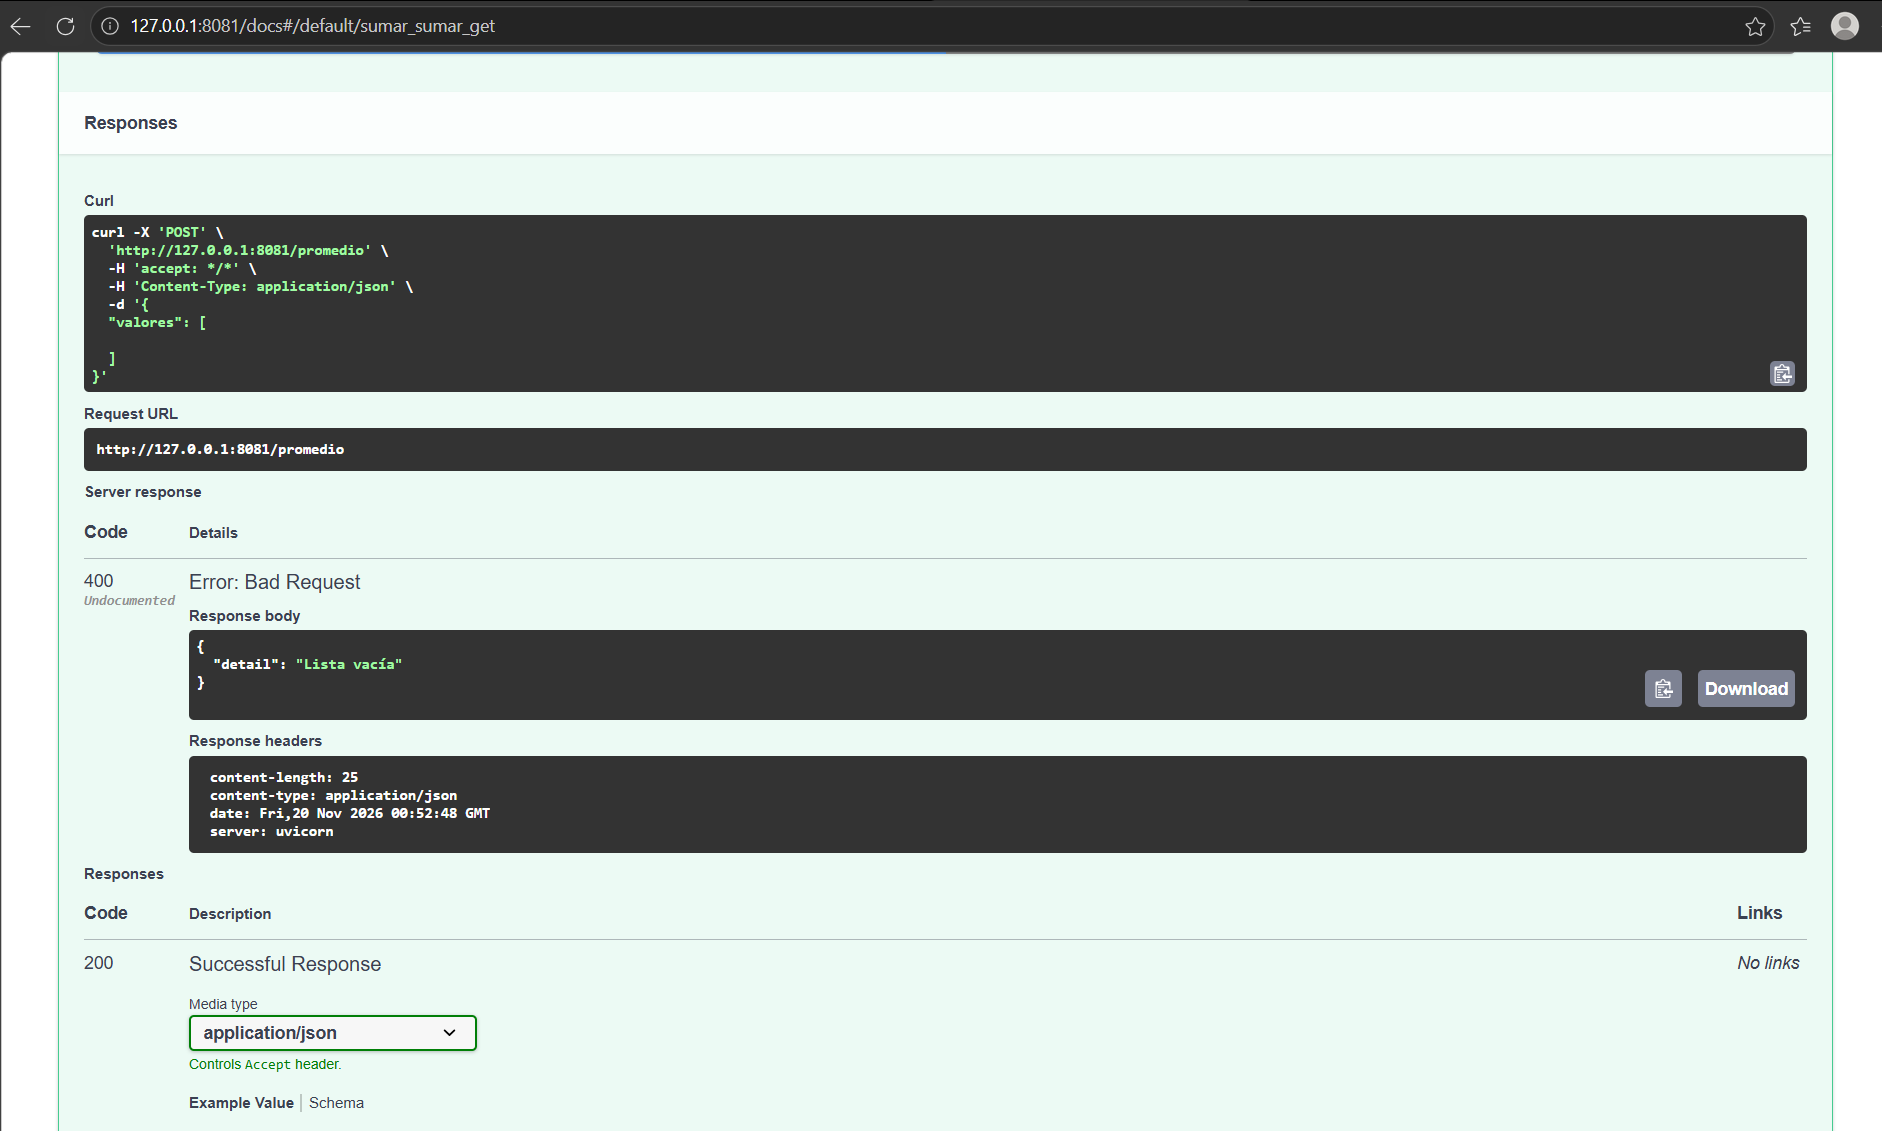 127.0.0.1:8081/docs#/default/sumar_sumar_get
Responses
Curl
curl -X 'POST' \
  'http://127.0.0.1:8081/promedio' \
  -H 'accept: */*' \
  -H 'Content-Type: application/json' \
  -d '{
  "valores": [
  ]
}'
Request URL
http://127.0.0.1:8081/promedio
Server response
Code Details
400 Error: Bad Request
Undocumented
Response body
{
  "detail": "Lista vacía"
}
Download
Response headers
content-length: 25
content-type: application/json
date: Fri,20 Nov 2026 00:52:48 GMT
server: uvicorn
Responses
Code Description Links
200 Successful Response No links
Media type
application/json
Controls Accept header.
Example Value Schema